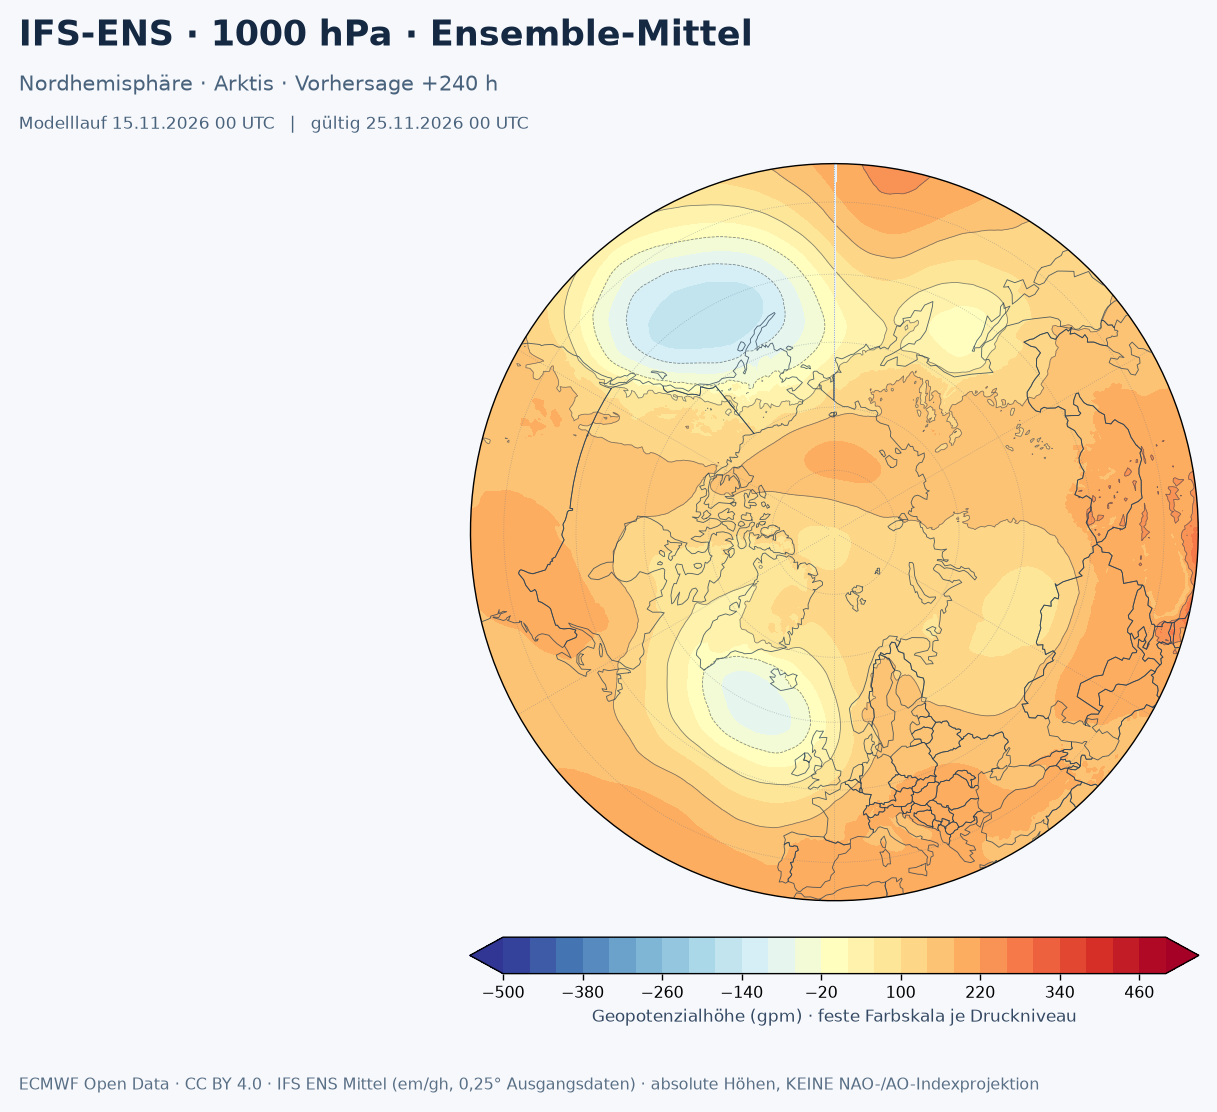 IFS-ENS · 1000 hPa · Ensemble-Mittel
Nordhemisphäre · Arktis · Vorhersage +240 h
Modelllauf 15.11.2026 00 UTC | gültig 25.11.2026 00 UTC
−500 −380 −260 −140 −20 100 220 340 460
Geopotenzialhöhe (gpm) · feste Farbskala je Druckniveau
ECMWF Open Data · CC BY 4.0 · IFS ENS Mittel (em/gh, 0,25° Ausgangsdaten) · absolute Höhen, KEINE NAO-/AO-Indexprojektion